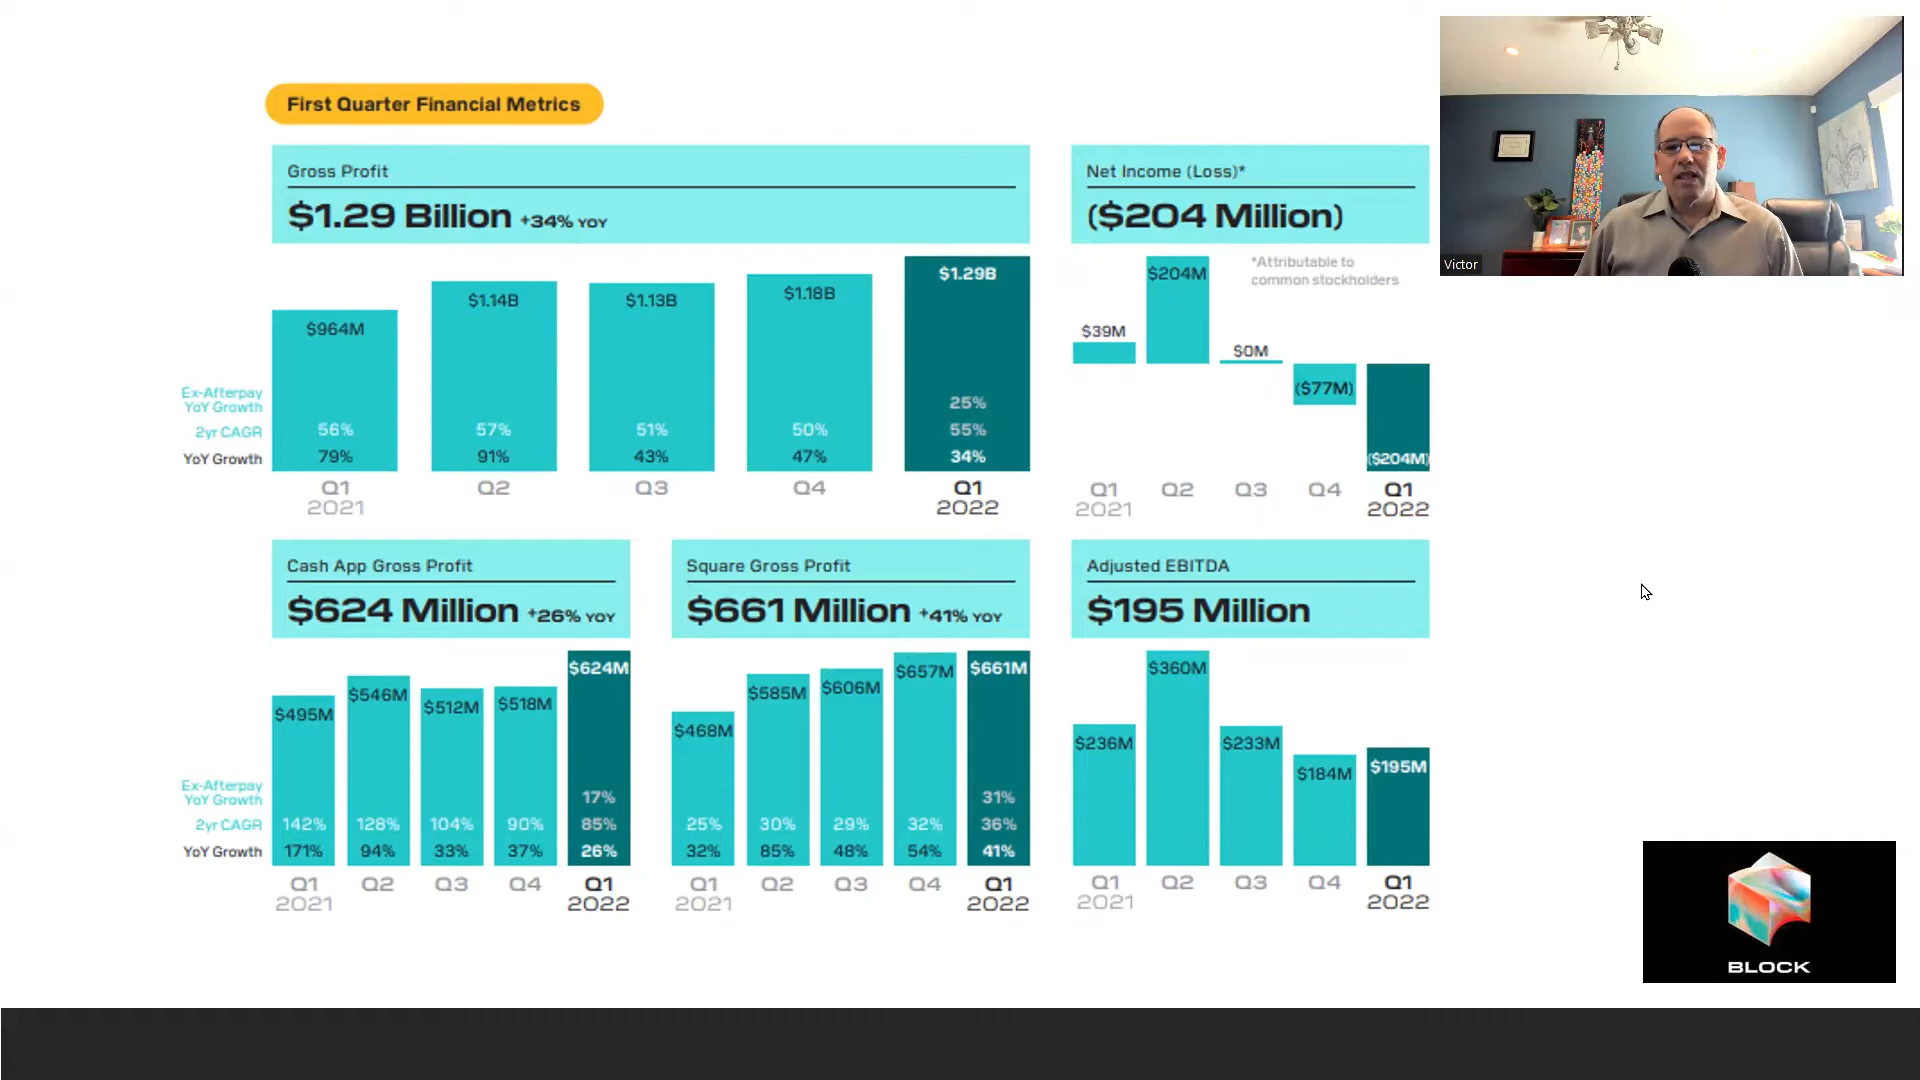 First Quarter Financial Metrics
Gross Profit
$1.29 Billion +34% YOY
$964M
$1.14B
$1.13B
$1.18B
$1.29B
Ex-Afterpay
YoY Growth
25%
2yr CAGR
56%
57%
51%
50%
55%
YoY Growth
79%
91%
43%
47%
34%
Q1
2021
Q2
Q3
Q4
Q1
2022
Net Income (Loss)*
($204 Million)
*Attributable to
common stockholders
$39M
$204M
$0M
($77M)
($204M)
Q1
2021
Q2
Q3
Q4
Q1
2022
Cash App Gross Profit
$624 Million +26% YOY
$495M
$546M
$512M
$518M
$624M
Ex-Afterpay
YoY Growth
17%
2yr CAGR
142%
128%
104%
90%
85%
YoY Growth
171%
94%
33%
37%
26%
Q1
2021
Q2
Q3
Q4
Q1
2022
Square Gross Profit
$661 Million +41% YOY
$468M
$585M
$606M
$657M
$661M
31%
25%
30%
29%
32%
36%
32%
85%
48%
54%
41%
Q1
2021
Q2
Q3
Q4
Q1
2022
Adjusted EBITDA
$195 Million
$236M
$360M
$233M
$184M
$195M
Q1
2021
Q2
Q3
Q4
Q1
2022
Victor
BLOCK